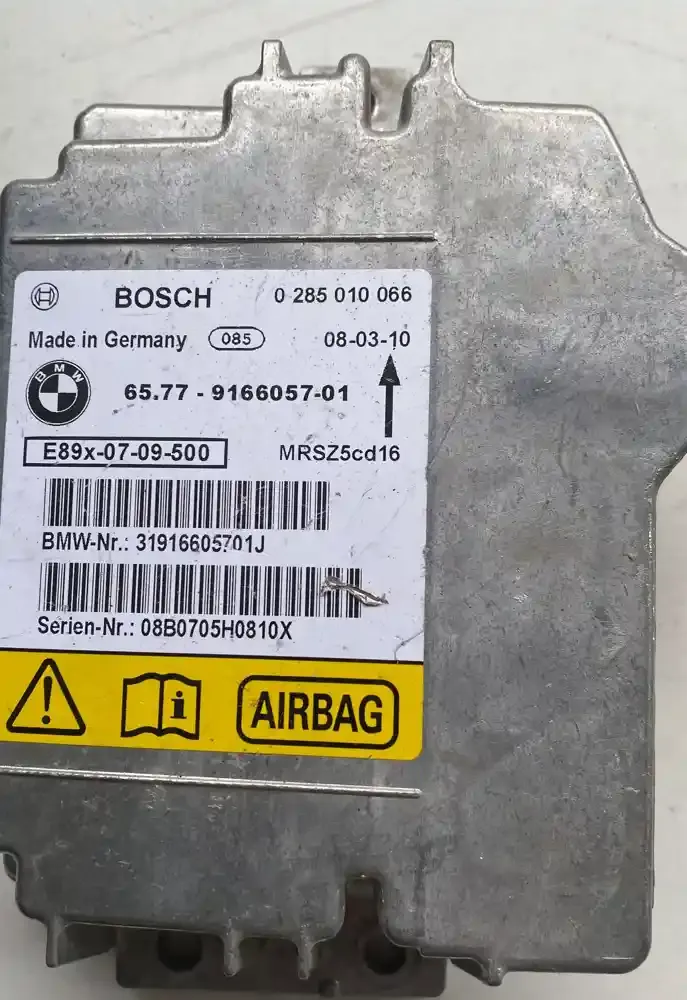 BOSCH 0 285 010 066
Made in Germany 085 08-03-10
BMW 65.77 - 9166057-01
E89x-07-09-500 MRSZ5cd16
BMW-Nr.: 31916605701J
Serien-Nr.: 08B0705H0810X
AIRBAG